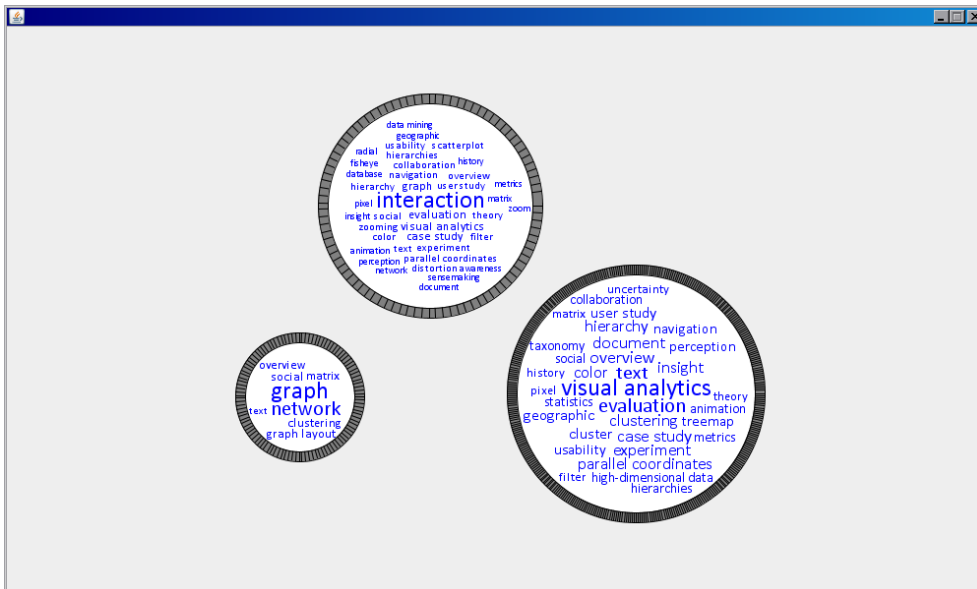 data mining
geographic
usability scatterplot
radial hierarchies
fisheye collaboration history
database navigation overview
hierarchy graph user study metrics
pixel interaction matrix
zoom
insight social evaluation theory
zooming visual analytics
color case study filter
animation text experiment
perception parallel coordinates
network distortion awareness
sensemaking
document
overview
social matrix
graph
text network
clustering
graph layout
uncertainty
collaboration
matrix user study
hierarchy navigation
taxonomy document perception
social overview
history color text insight
pixel visual analytics theory
statistics evaluation animation
geographic clustering treemap
cluster case study metrics
usability experiment
parallel coordinates
filter high-dimensional data
hierarchies